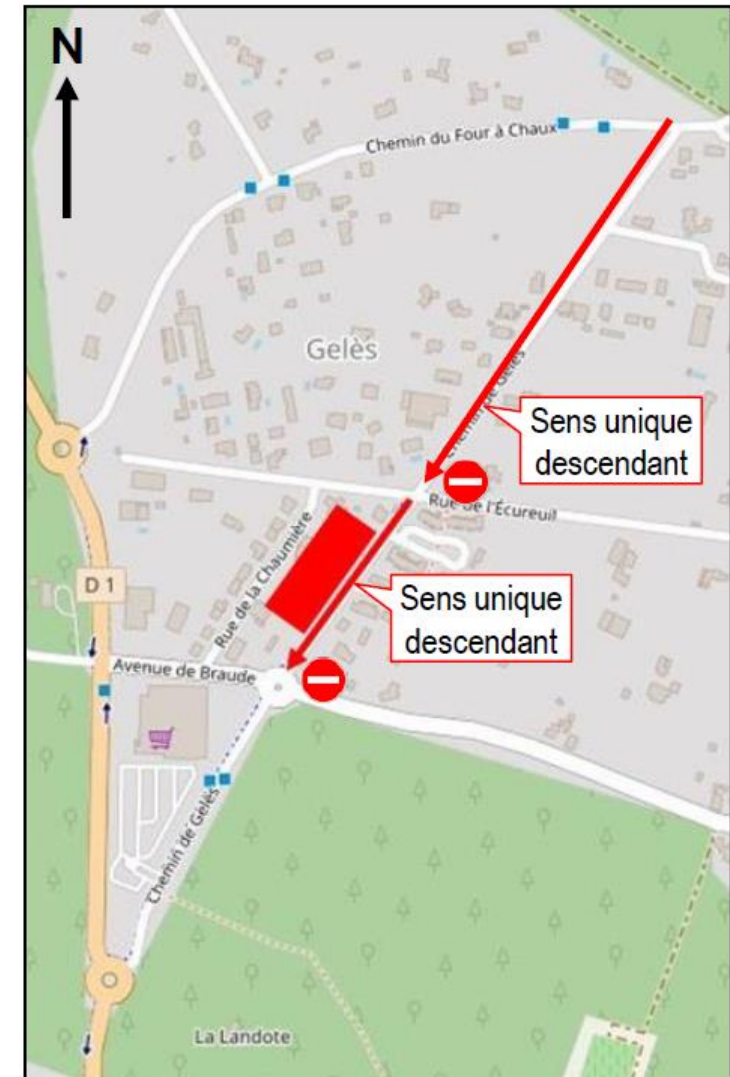 N
Chemin du Four à Chaux
Gelès
Chemin de Gelès
Sens unique
descendant
Rue de l'Écureuil
Rue de la Chaumière
Sens unique
descendant
D 1
Avenue de Braude
Chemin de Gelès
La Landote